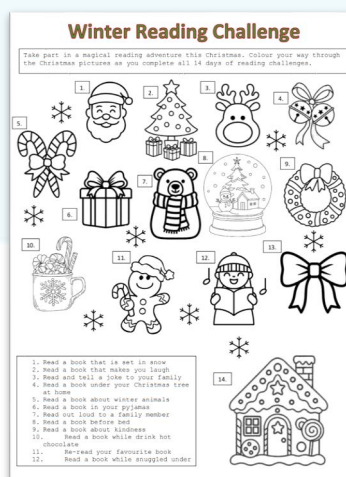 Winter Reading Challenge
Take part in a magical reading adventure this Christmas. Colour your way through
the Christmas pictures as you complete all 14 days of reading challenges.
1.
2.
3.
4.
5.
6.
7.
8.
9.
10.
11.
12.
13.
14.
1. Read a book that is set in snow
2. Read a book that makes you laugh
3. Read and tell a joke to your family
4. Read a book under your Christmas tree
at home
5. Read a book about winter animals
6. Read a book in your pyjamas
7. Read out loud to a family member
8. Read a book before bed
9. Read a book about kindness
10. Read a book while drink hot
chocolate
11. Re-read your favourite book
12. Read a book while snuggled under